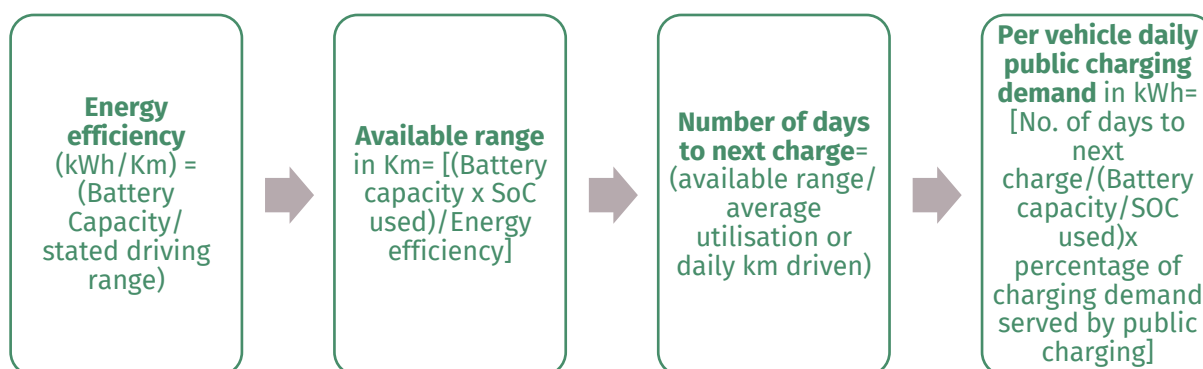 Energy
efficiency
(kWh/Km) =
(Battery
Capacity/
stated driving
range)
Available range
in Km= [(Battery
capacity x SoC
used)/Energy
efficiency]
Number of days
to next charge=
(available range/
average
utilisation or
daily km driven)
Per vehicle daily
public charging
demand in kWh=
[No. of days to
next
charge/(Battery
capacity/SOC
used)x
percentage of
charging demand
served by public
charging]